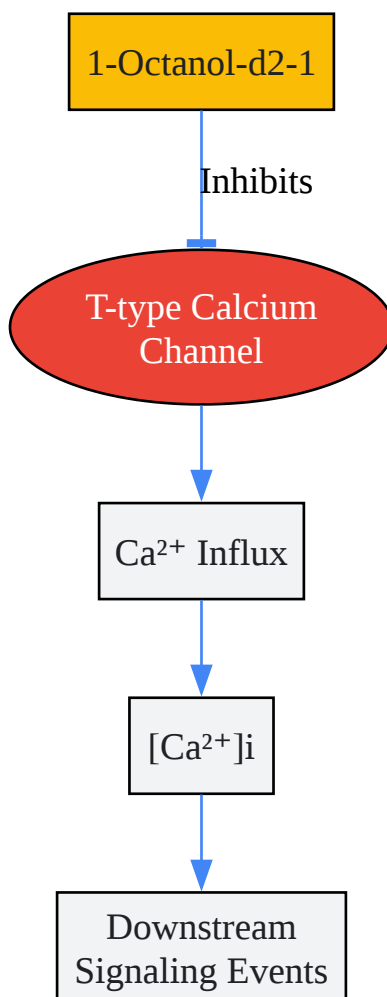 1-Octanol-d2-1
Inhibits
T-type Calcium
Channel
Ca²⁺ Influx
[Ca²⁺]i
Downstream
Signaling Events